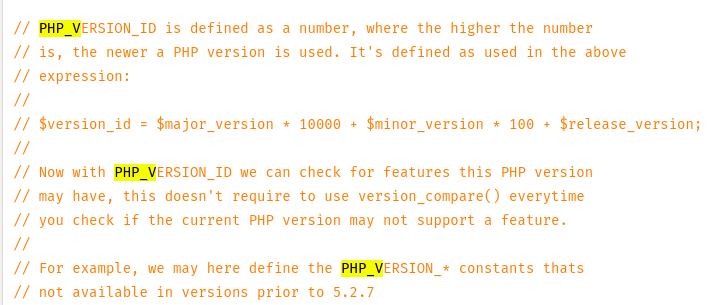 // PHP_VERSION_ID is defined as a number, where the higher the number
// is, the newer a PHP version is used. It's defined as used in the above
// expression:
//
// $version_id = $major_version * 10000 + $minor_version * 100 + $release_version;
//
// Now with PHP_VERSION_ID we can check for features this PHP version
// may have, this doesn't require to use version_compare() everytime
// you check if the current PHP version may not support a feature.
//
// For example, we may here define the PHP_VERSION_* constants thats
// not available in versions prior to 5.2.7